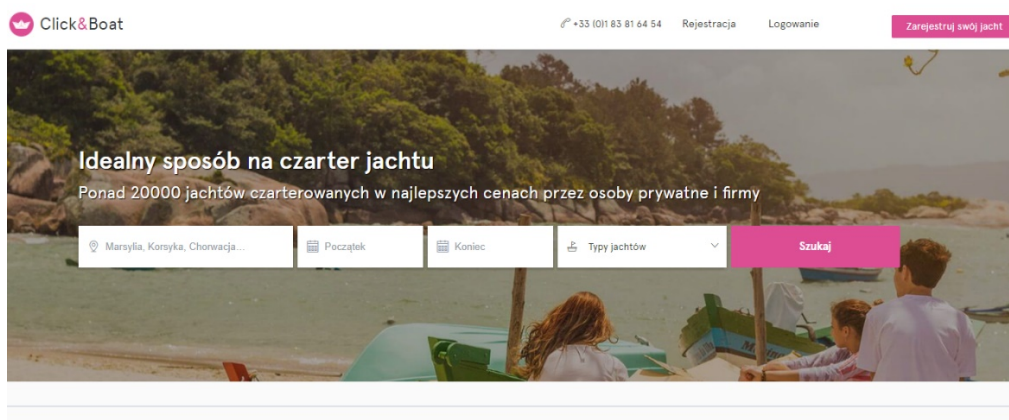 Click&Boat
+33 (0)1 83 81 64 54
Rejestracja
Logowanie
Zarejestruj swój jacht
Idealny sposób na czarter jachtu
Ponad 20000 jachtów czarterowanych w najlepszych cenach przez osoby prywatne i firmy
Marsylia, Korsyka, Chorwacja...
Początek
Koniec
Typy jachtów
Szukaj